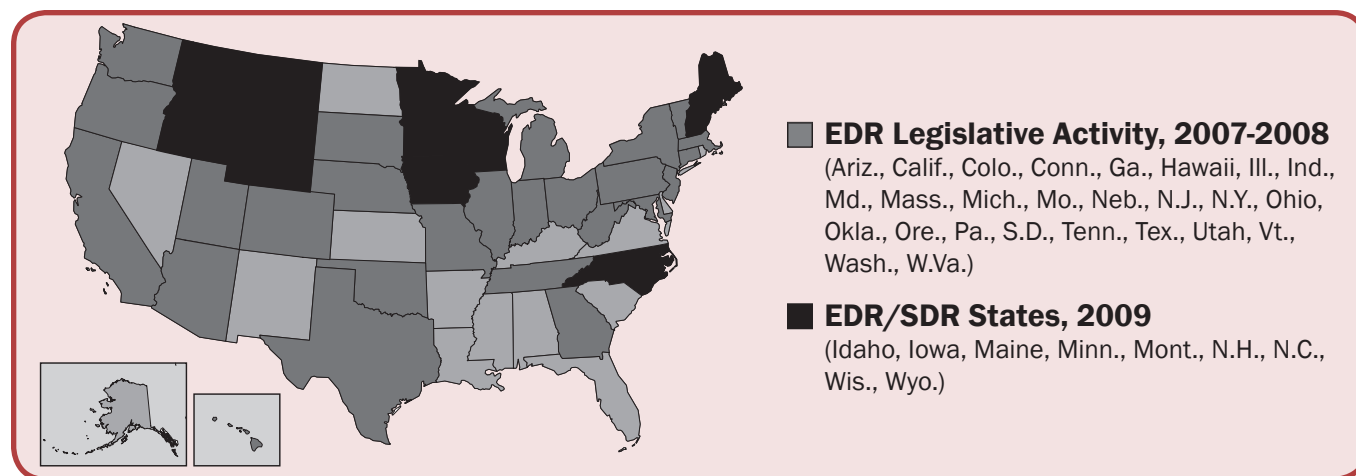 EDR Legislative Activity, 2007-2008
(Ariz., Calif., Colo., Conn., Ga., Hawaii, Ill., Ind.,
Md., Mass., Mich., Mo., Neb., N.J., N.Y., Ohio,
Okla., Ore., Pa., S.D., Tenn., Tex., Utah, Vt.,
Wash., W.Va.)
EDR/SDR States, 2009
(Idaho, Iowa, Maine, Minn., Mont., N.H., N.C.,
Wis., Wyo.)